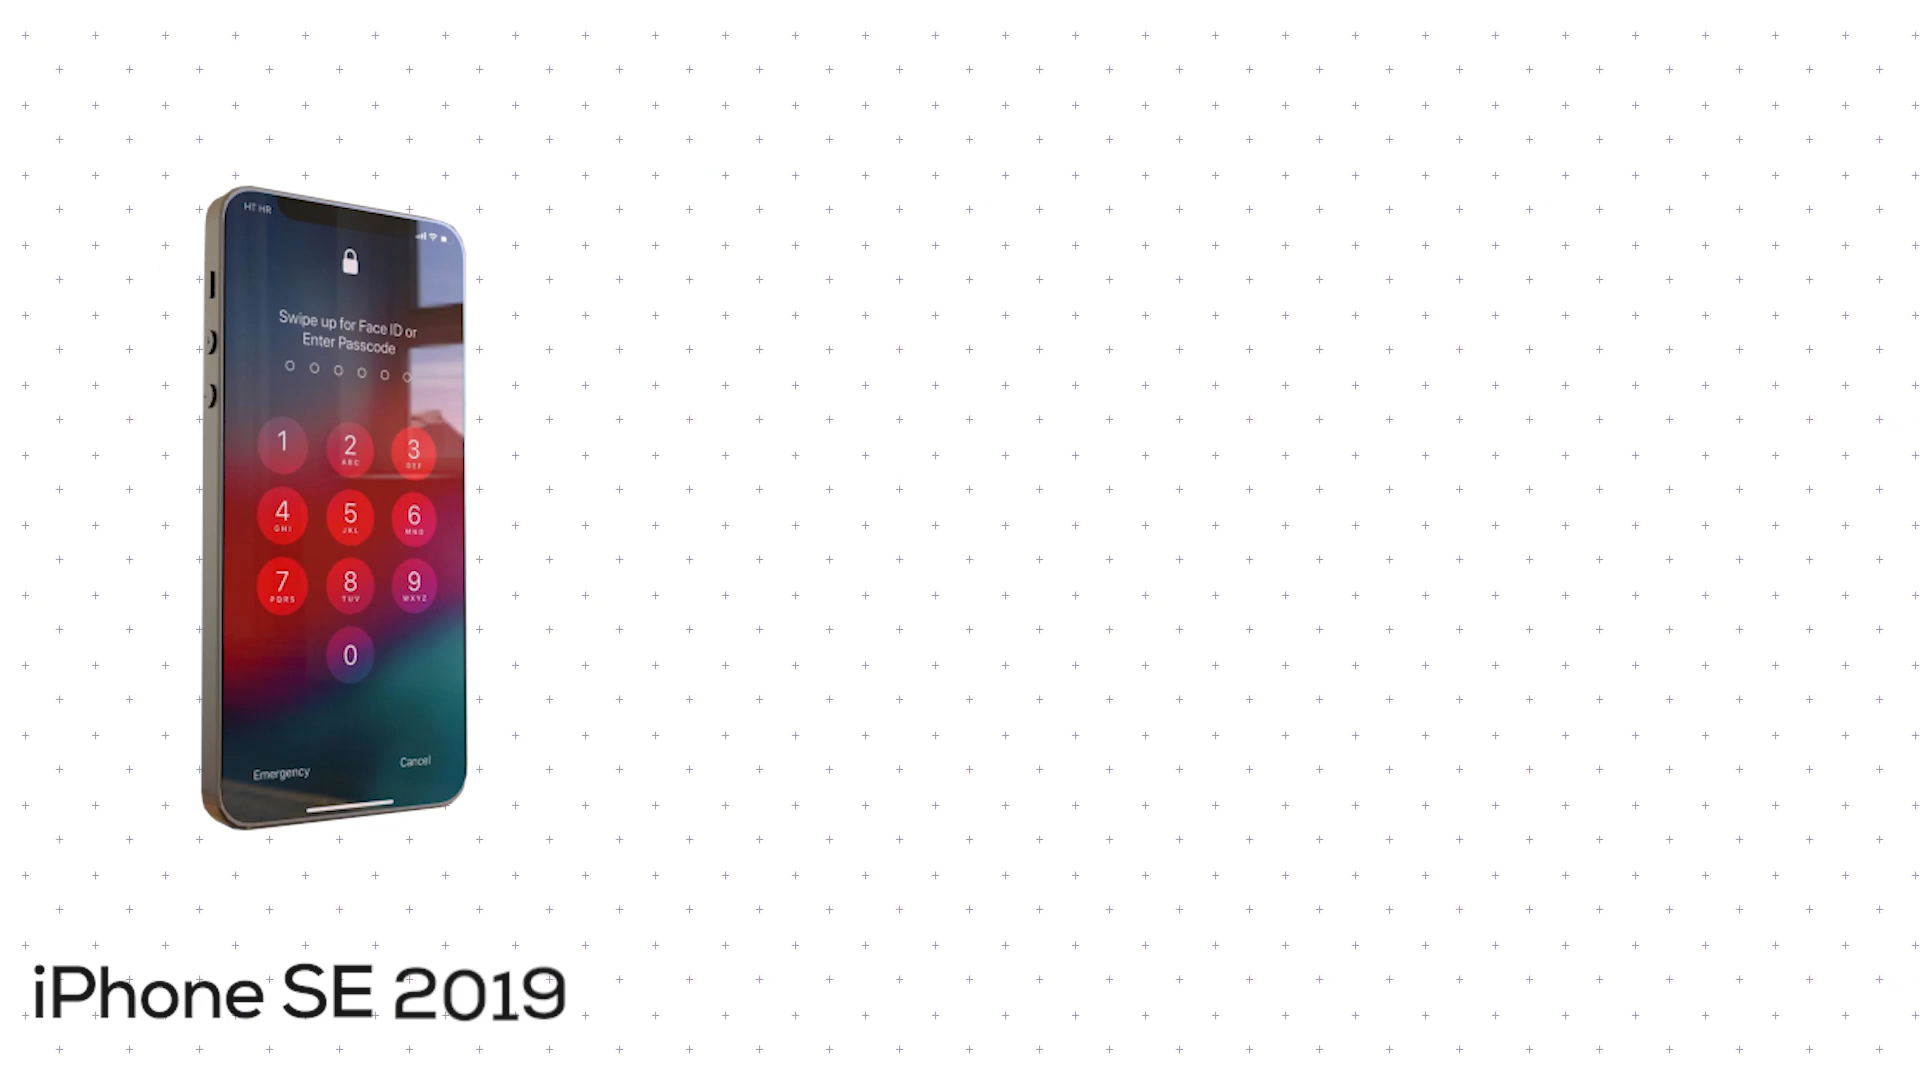 HT HR
Swipe up for Face ID or
Enter Passcode
1
2
ABC
3
DEF
4
GHI
5
JKL
6
MNO
7
PQRS
8
TUV
9
WXYZ
0
Emergency
Cancel
iPhone SE 2019